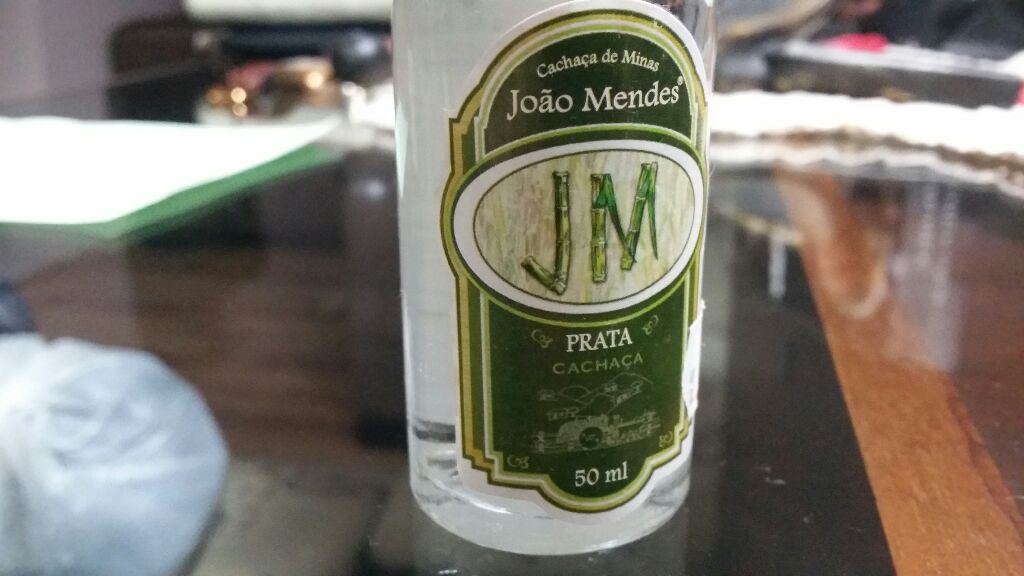 Cachaça de Minas
João Mendes®
JM
PRATA
CACHAÇA
50 ml